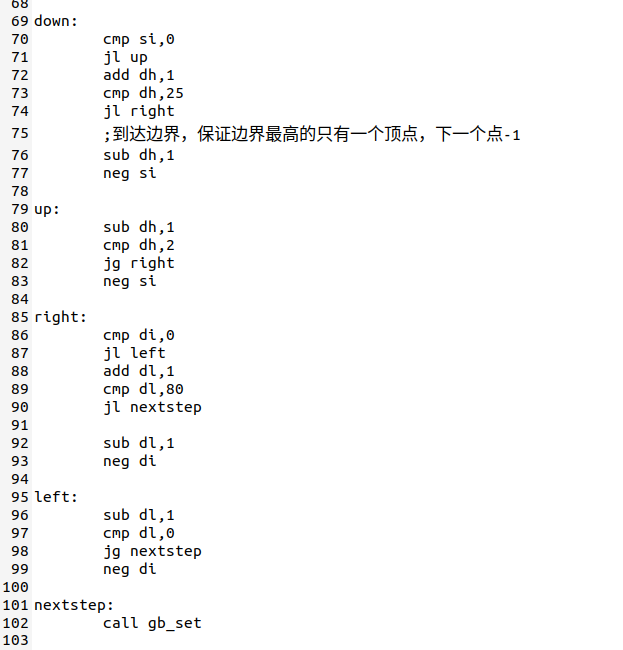 68
69 down:
70 cmp si,0
71 jl up
72 add dh,1
73 cmp dh,25
74 jl right
75 ;到达边界，保证边界最高的只有一个顶点，下一个点-1
76 sub dh,1
77 neg si
78
79 up:
80 sub dh,1
81 cmp dh,2
82 jg right
83 neg si
84
85 right:
86 cmp di,0
87 jl left
88 add dl,1
89 cmp dl,80
90 jl nextstep
91
92 sub dl,1
93 neg di
94
95 left:
96 sub dl,1
97 cmp dl,0
98 jg nextstep
99 neg di
100
101 nextstep:
102 call gb_set
103